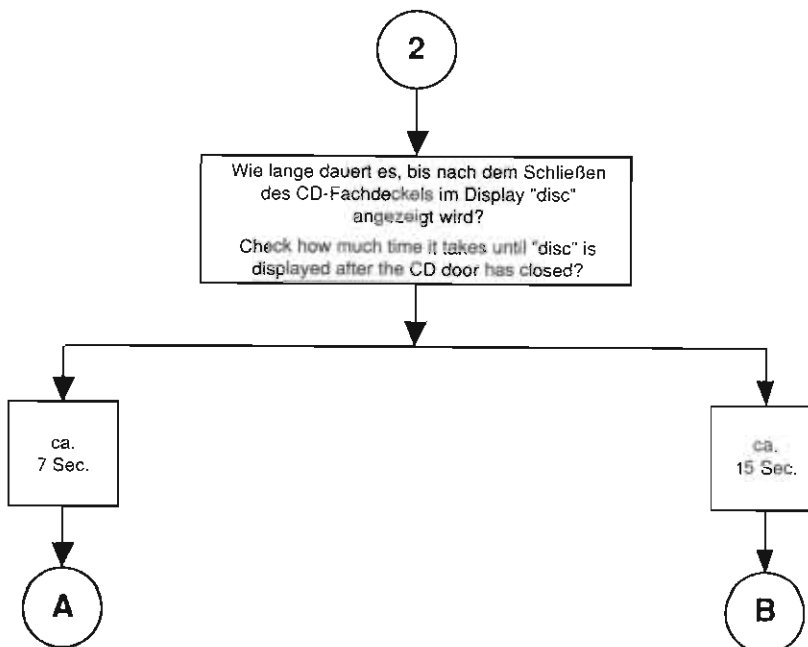 2
Wie lange dauert es, bis nach dem Schließen
des CD-Fachdeckels im Display "disc"
angezeigt wird?
Check how much time it takes until "disc" is
displayed after the CD door has closed?
ca.
7 Sec.
ca.
15 Sec.
A
B